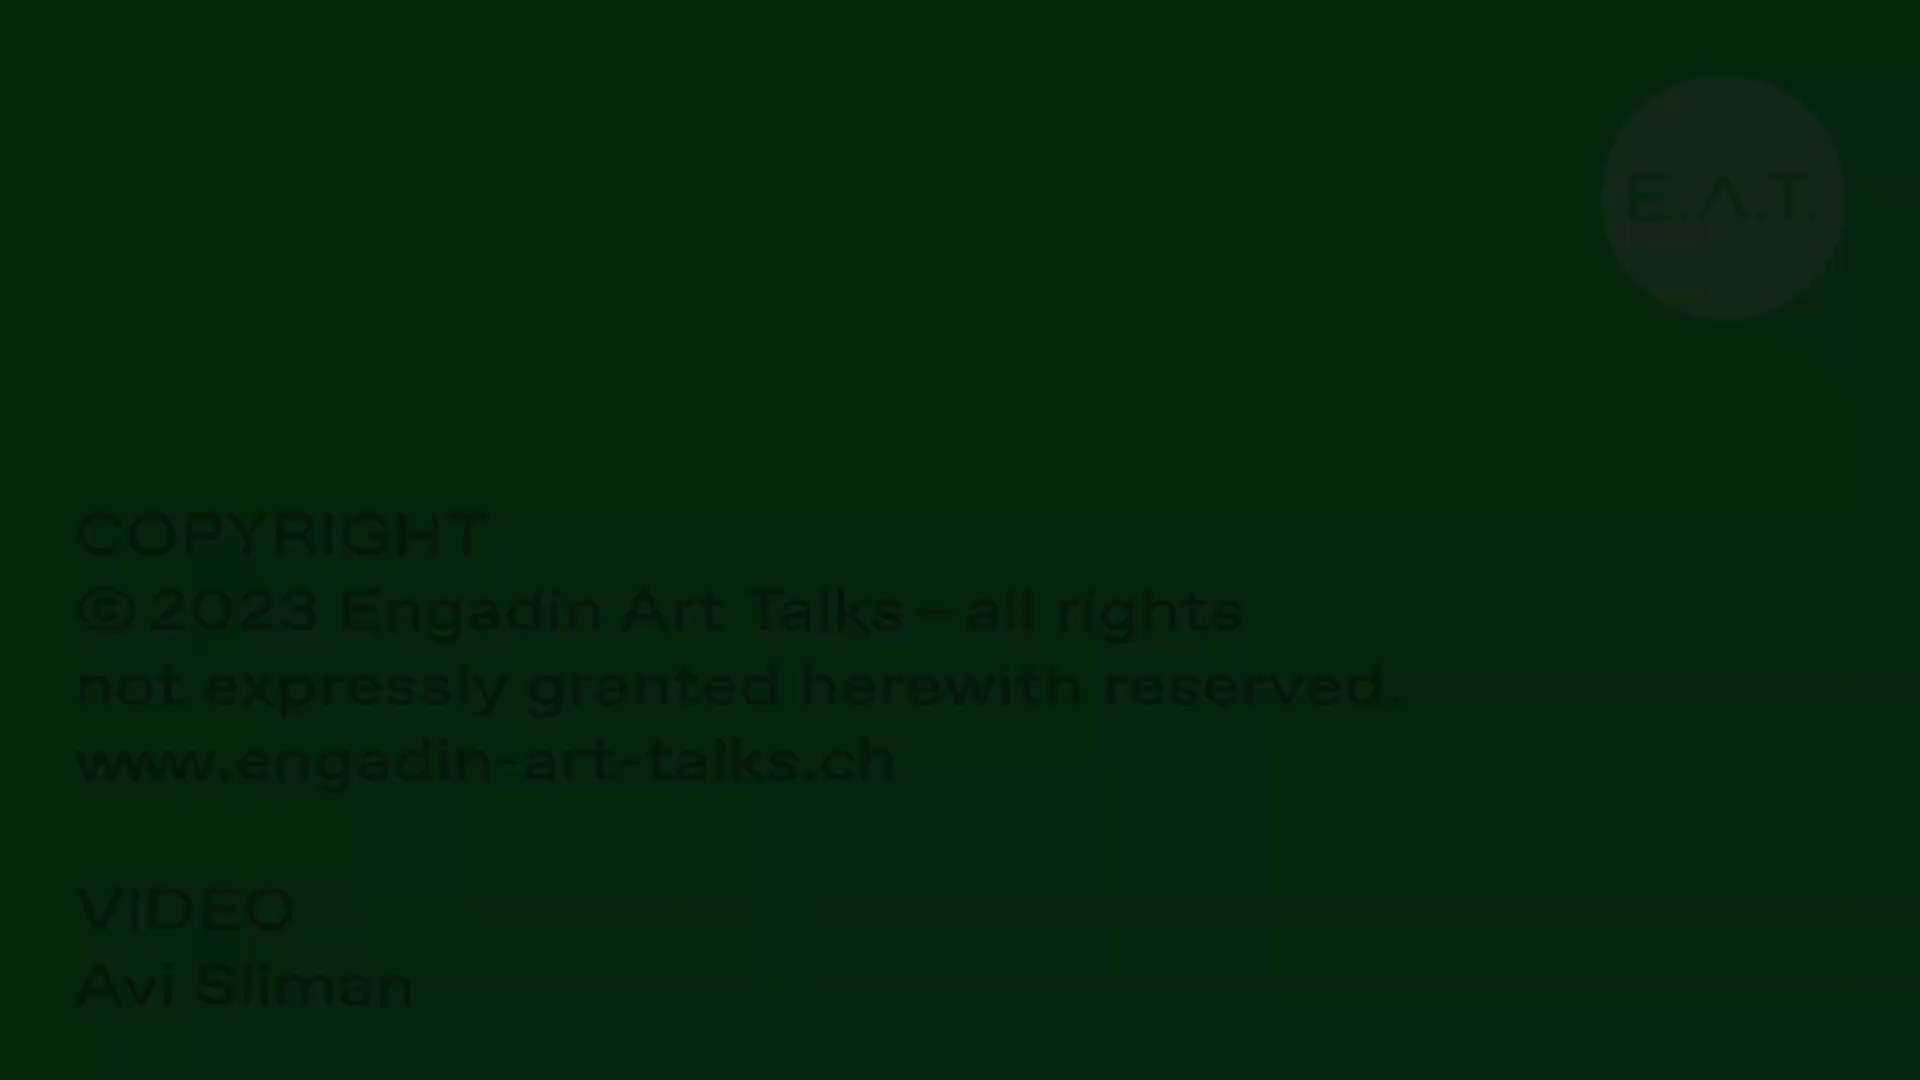 E.A.T.
COPYRIGHT
© 2023 Engadin Art Talks – all rights
not expressly granted herewith reserved.
www.engadin-art-talks.ch
VIDEO
Avi Sliman